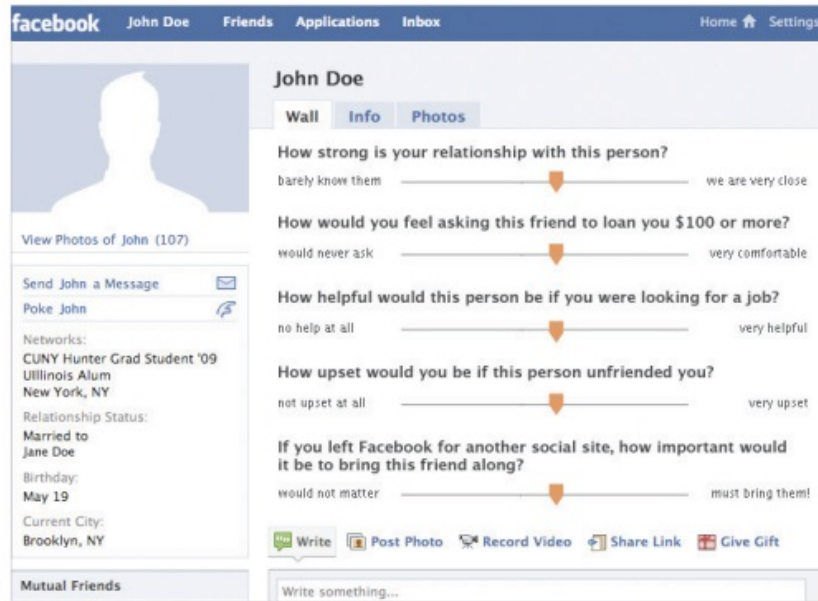 facebook John Doe Friends Applications Inbox Home Settings
View Photos of John (107)
Send John a Message
Poke John
Networks:
CUNY Hunter Grad Student '09
UIllinois Alum
New York, NY
Relationship Status:
Married to
Jane Doe
Birthday:
May 19
Current City:
Brooklyn, NY
Mutual Friends
John Doe
Wall Info Photos
How strong is your relationship with this person?
barely know them we are very close
How would you feel asking this friend to loan you $100 or more?
would never ask very comfortable
How helpful would this person be if you were looking for a job?
no help at all very helpful
How upset would you be if this person unfriended you?
not upset at all very upset
If you left Facebook for another social site, how important would
it be to bring this friend along?
would not matter must bring them!
Write Post Photo Record Video Share Link Give Gift
Write something...